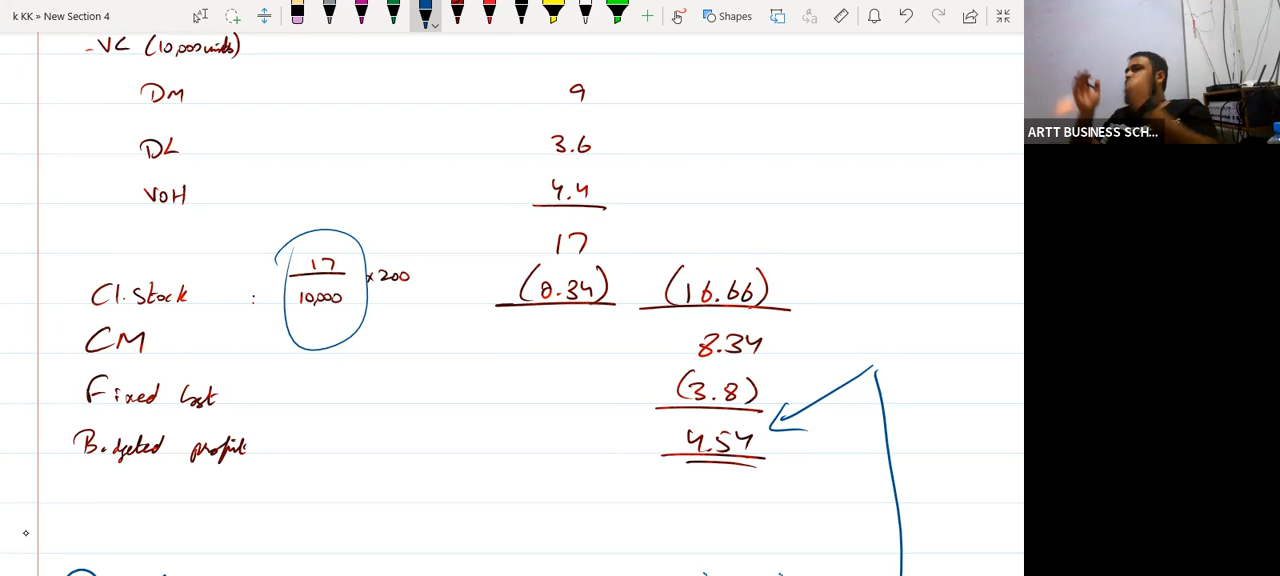 k KK » New Section 4
Shapes
- VC (10,000 units)
DM 9
DL 3.6
VOH 4.4
17
Cl. Stock : 17/10,000 x 200 (0.34) (16.66)
CM 8.34
Fixed Cost (3.8)
Budgeted profit 4.54
ARTT BUSINESS SCH...